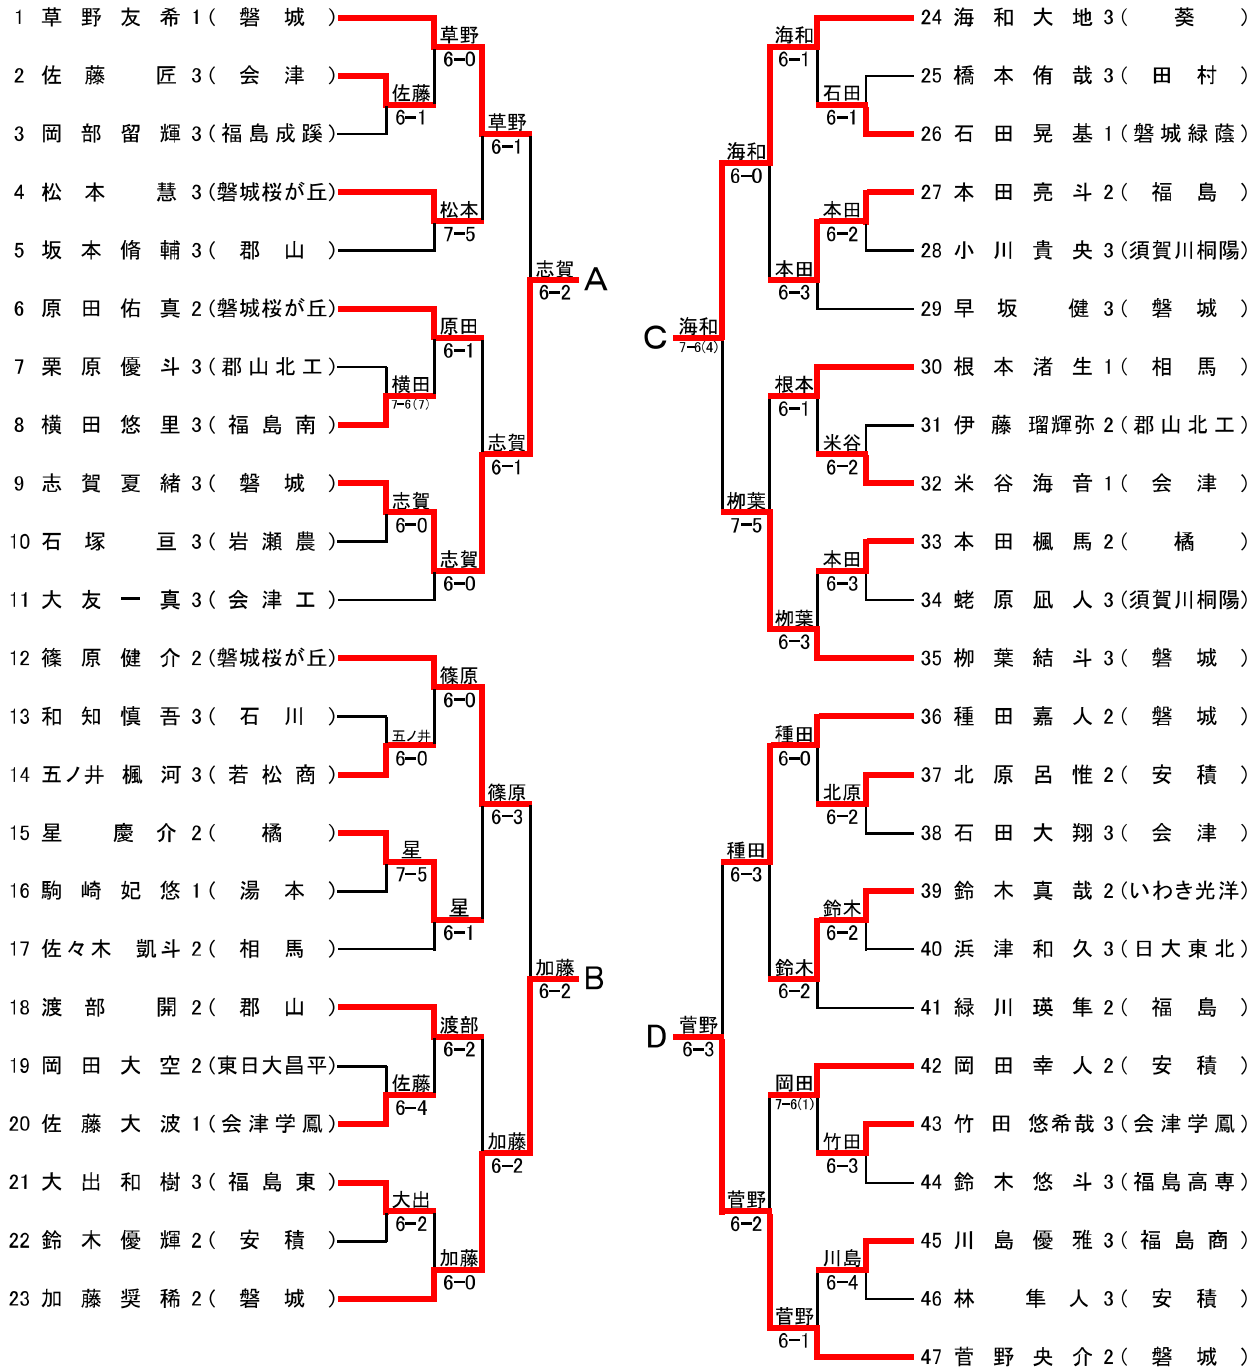 1 草野友希 1 (磐城)
2 佐藤匠 3 (会津)
3 岡部留輝 3 (福島成蹊)
4 松本慧 3 (磐城桜が丘)
5 坂本脩輔 3 (郡山)
6 原田佑真 2 (磐城桜が丘)
7 栗原優斗 3 (郡山北工)
8 横田悠里 3 (福島南)
9 志賀夏緒 3 (磐城)
10 石塚亘 3 (岩瀬農)
11 大友一真 3 (会津工)
12 篠原健介 2 (磐城桜が丘)
13 和知慎吾 3 (石川)
14 五ノ井楓河 3 (若松商)
15 星慶介 2 (橘)
16 駒崎妃悠 1 (湯本)
17 佐々木凱斗 2 (相馬)
18 渡部開 2 (郡山)
19 岡田大空 2 (東日大昌平)
20 佐藤大波 1 (会津学鳳)
21 大出和樹 3 (福島東)
22 鈴木優輝 2 (安積)
23 加藤奨稀 2 (磐城)
佐藤
6-1
横田
7-6(7)
志賀
6-0
五ノ井
6-0
星
7-5
佐藤
6-4
大出
6-2
草野
6-0
松本
7-5
原田
6-1
志賀
6-0
篠原
6-0
星
6-1
渡部
6-2
加藤
6-0
草野
6-1
志賀
6-1
篠原
6-3
加藤
6-2
志賀
6-2
A
加藤
6-2
B
C
海和
7-6(4)
D
菅野
6-3
海和
6-0
栁葉
7-5
種田
6-3
菅野
6-2
海和
6-1
本田
6-3
根本
6-1
栁葉
6-3
種田
6-0
鈴木
6-2
岡田
7-6(1)
菅野
6-1
石田
6-1
本田
6-2
米谷
6-2
本田
6-3
北原
6-2
鈴木
6-2
竹田
6-3
川島
6-4
24 海和大地 3 (葵)
25 橋本侑哉 3 (田村)
26 石田晃基 1 (磐城緑蔭)
27 本田亮斗 2 (福島)
28 小川貴央 3 (須賀川桐陽)
29 早坂健 3 (磐城)
30 根本渚生 1 (相馬)
31 伊藤瑠輝弥 2 (郡山北工)
32 米谷海音 1 (会津)
33 本田楓馬 2 (橘)
34 蛯原凪人 3 (須賀川桐陽)
35 栁葉結斗 3 (磐城)
36 種田嘉人 2 (磐城)
37 北原呂惟 2 (安積)
38 石田大翔 3 (会津)
39 鈴木真哉 2 (いわき光洋)
40 浜津和久 3 (日大東北)
41 緑川瑛隼 2 (福島)
42 岡田幸人 2 (安積)
43 竹田悠希哉 3 (会津学鳳)
44 鈴木悠斗 3 (福島高専)
45 川島優雅 3 (福島商)
46 林隼人 3 (安積)
47 菅野央介 2 (磐城)